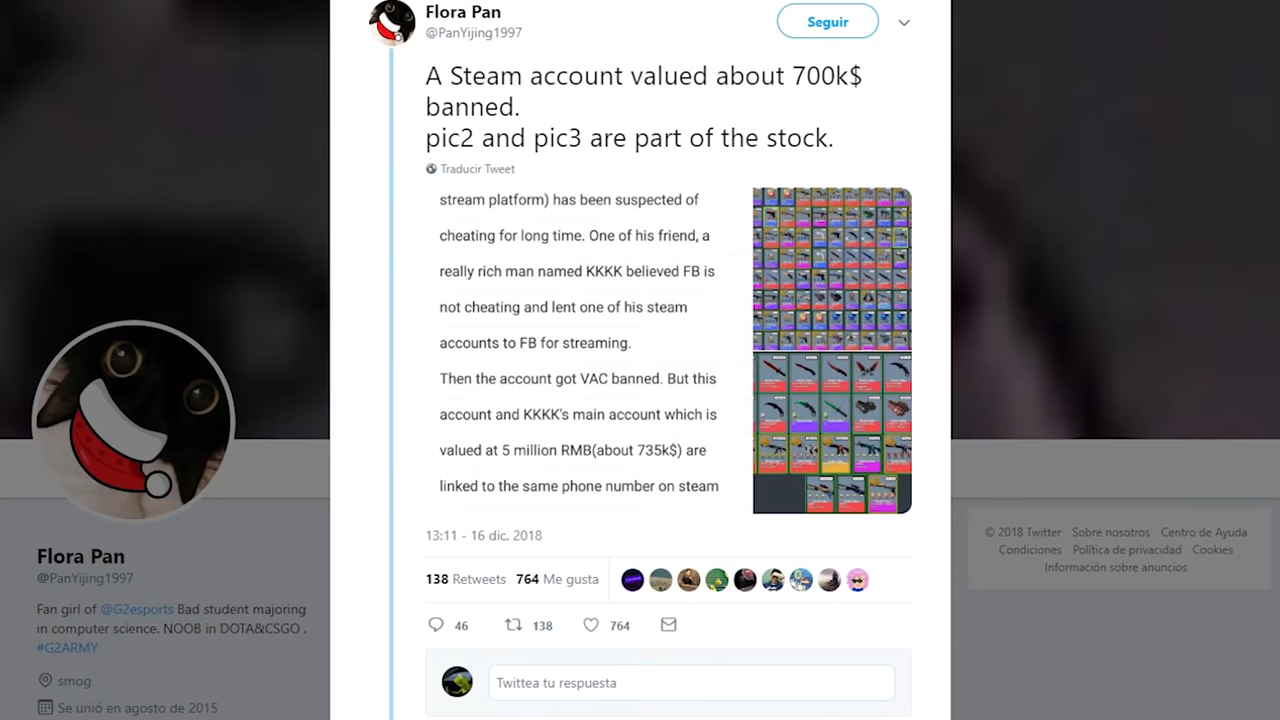 Flora Pan
@PanYijing1997
Seguir
A Steam account valued about 700k$
banned.
pic2 and pic3 are part of the stock.
Traducir Tweet
stream platform) has been suspected of
cheating for long time. One of his friend, a
really rich man named KKKK believed FB is
not cheating and lent one of his steam
accounts to FB for streaming.
Then the account got VAC banned. But this
account and KKKK's main account which is
valued at 5 million RMB(about 735k$) are
linked to the same phone number on steam
13:11 - 16 dic. 2018
138 Retweets 764 Me gusta
46 138 764
Twittea tu respuesta
Flora Pan
@PanYijing1997
Fan girl of @G2esports Bad student majoring
in computer science. NOOB in DOTA&CSGO .
#G2ARMY
smog
Se unió en agosto de 2015
© 2018 Twitter Sobre nosotros Centro de Ayuda
Condiciones Política de privacidad Cookies
Información sobre anuncios